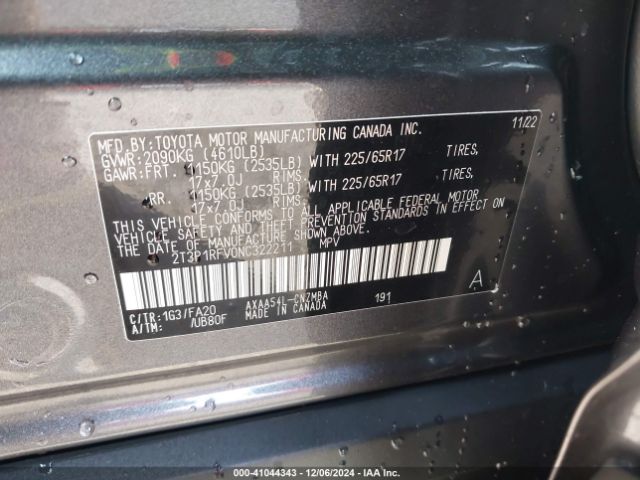 MFD.BY:TOYOTA MOTOR MANUFACTURING CANADA INC. 11/22
GVWR:2090KG (4610LB)
GAWR:FRT. 1150KG (2535LB) WITH 225/65R17 TIRES,
17x7.0J RIMS,
RR. 1150KG (2535LB) WITH 225/65R17 TIRES,
17x7.0J RIMS,
THIS VEHICLE CONFORMS TO ALL APPLICABLE FEDERAL MOTOR
VEHICLE SAFETY AND THEFT PREVENTION STANDARDS IN EFFECT ON
THE DATE OF MANUFACTURE SHOWN ABOVE.
2T3P1RFV0NC322211 MPV
A
C/TR:1G3/FA20 AXAA54L-CNZMBA 191
A/TM: /UB80F MADE IN CANADA
00-41044343 – 12/06/2024 – IAA Inc.